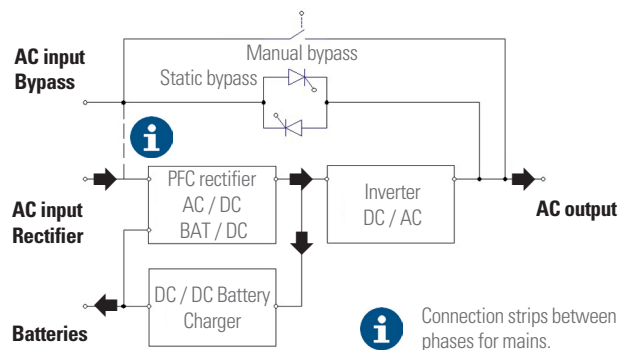 Manual bypass
AC input
Bypass
Static bypass
i
PFC rectifier
AC / DC
BAT / DC
Inverter
DC / AC
AC input
Rectifier
AC output
DC / DC Battery
Charger
Batteries
i
Connection strips between
phases for mains.